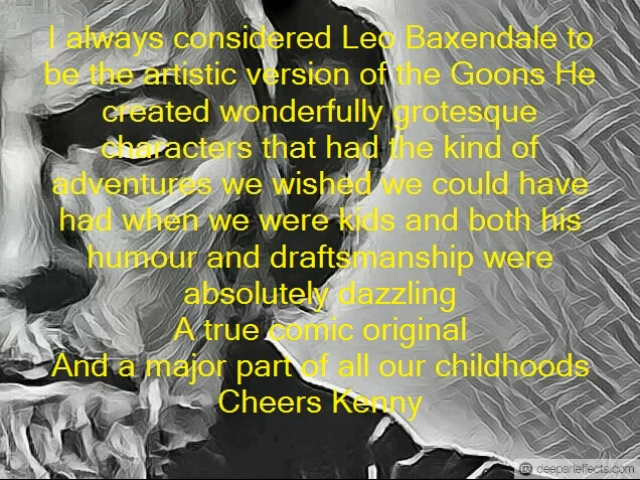 I always considered Leo Baxendale to
be the artistic version of the Goons He
created wonderfully grotesque
characters that had the kind of
adventures we wished we could have
had when we were kids and both his
humour and draftsmanship were
absolutely dazzling
A true comic original
And a major part of all our childhoods
Cheers Kenny
deeparteffects.com